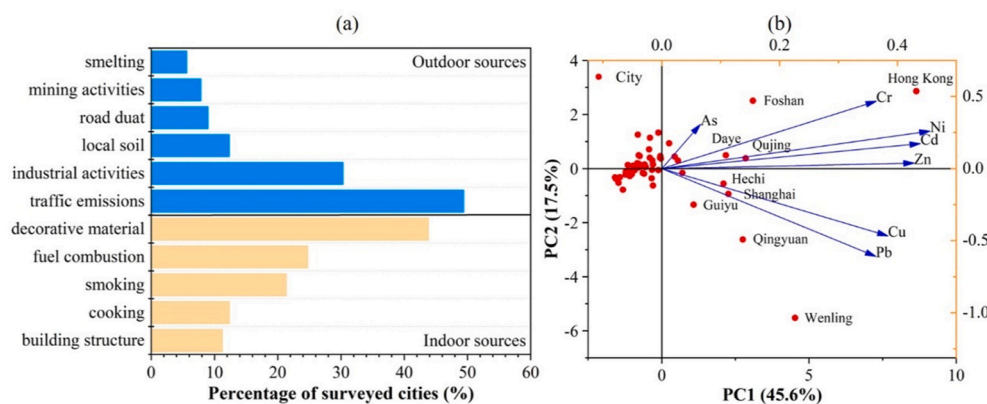 (a)
smelting
mining activities
road duat
local soil
industrial activities
traffic emissions
decorative material
fuel combustion
smoking
cooking
building structure
Outdoor sources
Indoor sources
0 10 20 30 40 50 60
Percentage of surveyed cities (%)
(b)
0.0 0.2 0.4
4
2
0
-2
-4
-6
PC2 (17.5%)
City
Hong Kong
Foshan
Cr
As
Ni
Daye
Qujing
Cd
Zn
Hechi
Shanghai
Guiyu
Cu
Qingyuan
Pb
Wenling
0.5
0.0
-0.5
-1.0
0 5 10
PC1 (45.6%)